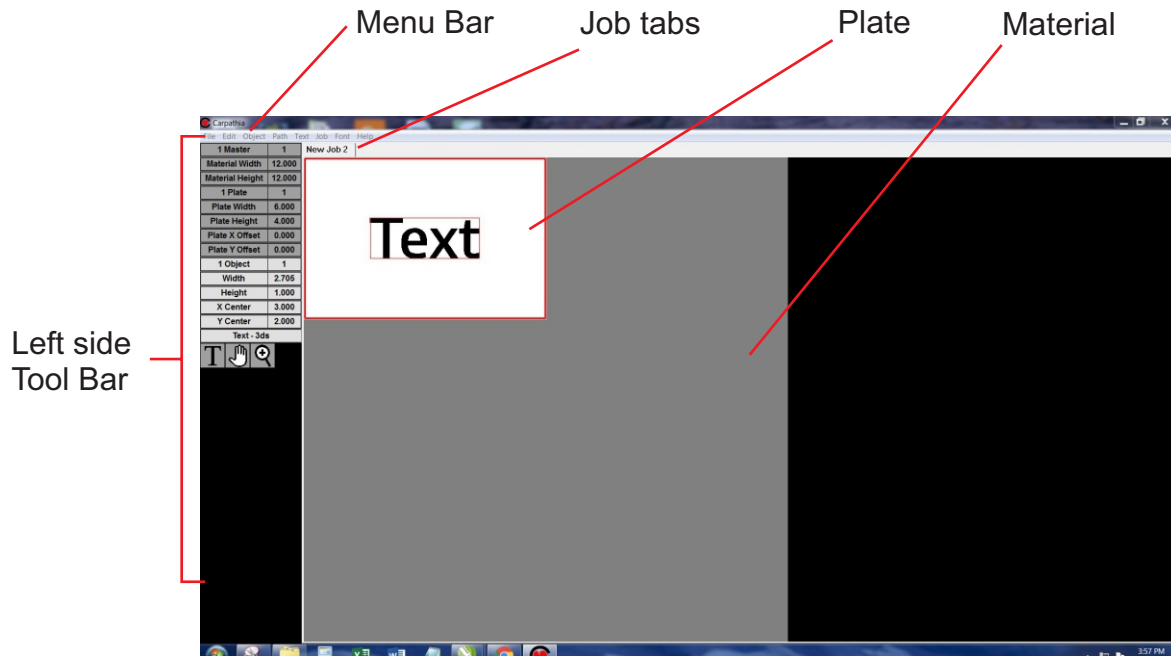 Menu Bar Job tabs Plate Material
Carpathia
File Edit Object Path Text Job Font Help
1 Master 1 New Job 2
Material Width 12.000
Material Height 12.000
1 Plate 1
Plate Width 6.000
Plate Height 4.000
Plate X Offset 0.000
Plate Y Offset 0.000
Text
1 Object 1
Width 2.705
Height 1.000
X Center 3.000
Y Center 2.000
Text - 3ds
T
Left side
Tool Bar
3:57 PM